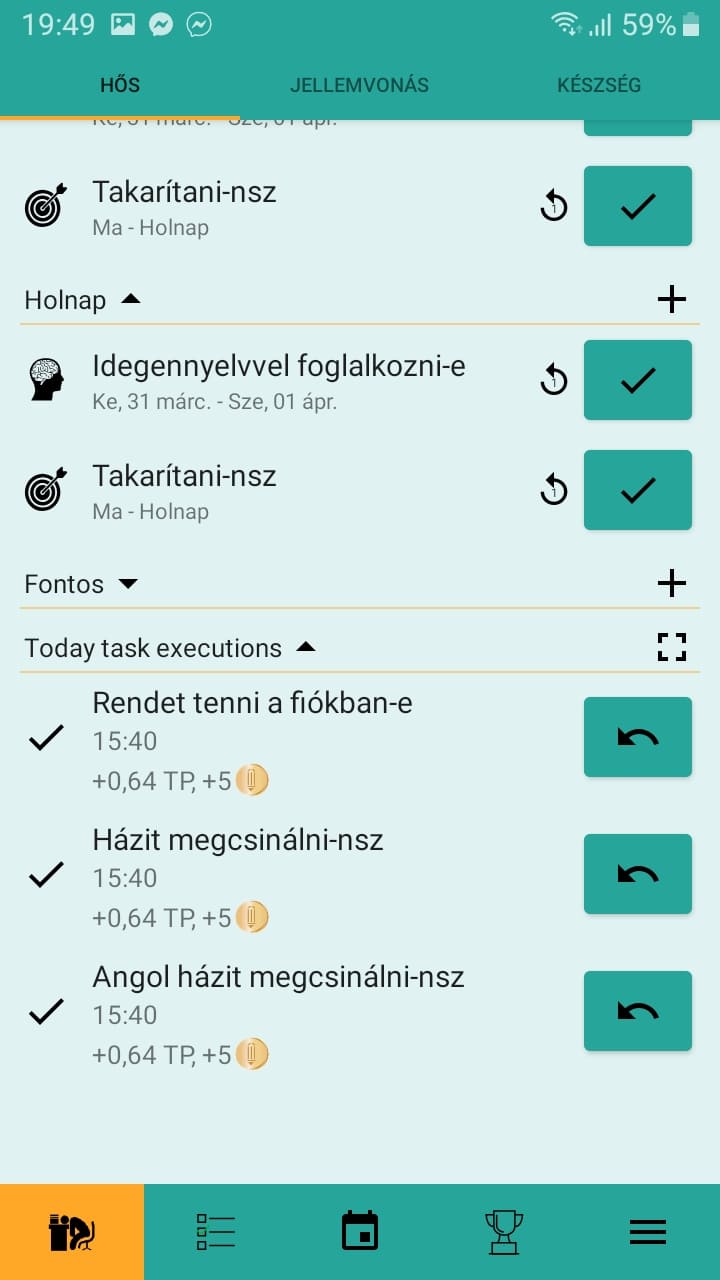 19:49
59%
HŐS
JELLEMVONÁS
KÉSZSÉG
Ke, 31 márc. - Sze, 01 ápr.
Takarítani-nsz
1
Ma - Holnap
Holnap
Idegennyelvvel foglalkozni-e
1
Ke, 31 márc. - Sze, 01 ápr.
Takarítani-nsz
1
Ma - Holnap
Fontos
Today task executions
Rendet tenni a fiókban-e
15:40
+0,64 TP, +5
Házit megcsinálni-nsz
15:40
+0,64 TP, +5
Angol házit megcsinálni-nsz
15:40
+0,64 TP, +5